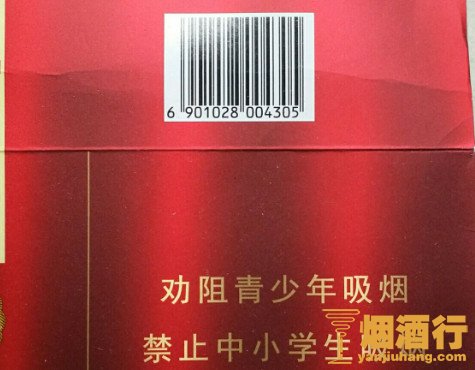 6 901028 004305
劝阻青少年吸烟
禁止中小学生吸
烟酒行
yanjiuhang.com